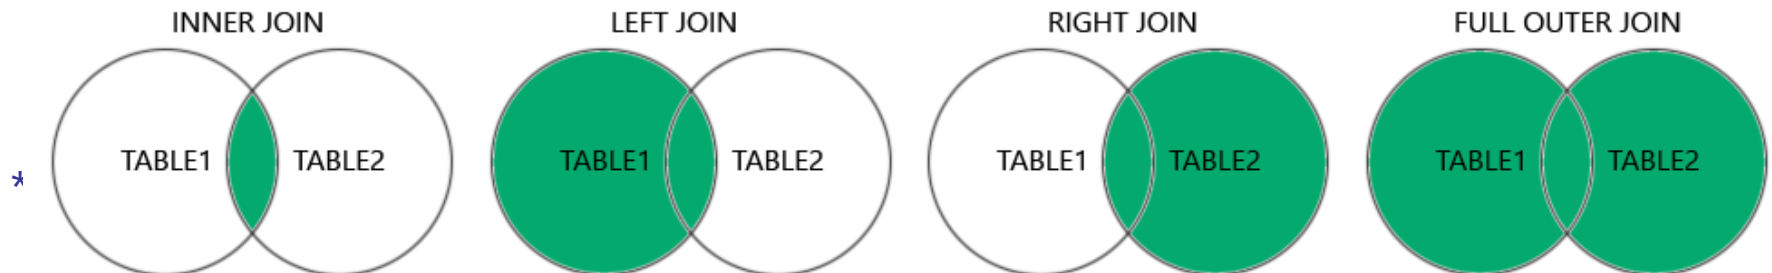 INNER JOIN
LEFT JOIN
RIGHT JOIN
FULL OUTER JOIN
TABLE1 TABLE2
TABLE1 TABLE2
TABLE1 TABLE2
TABLE1 TABLE2
*